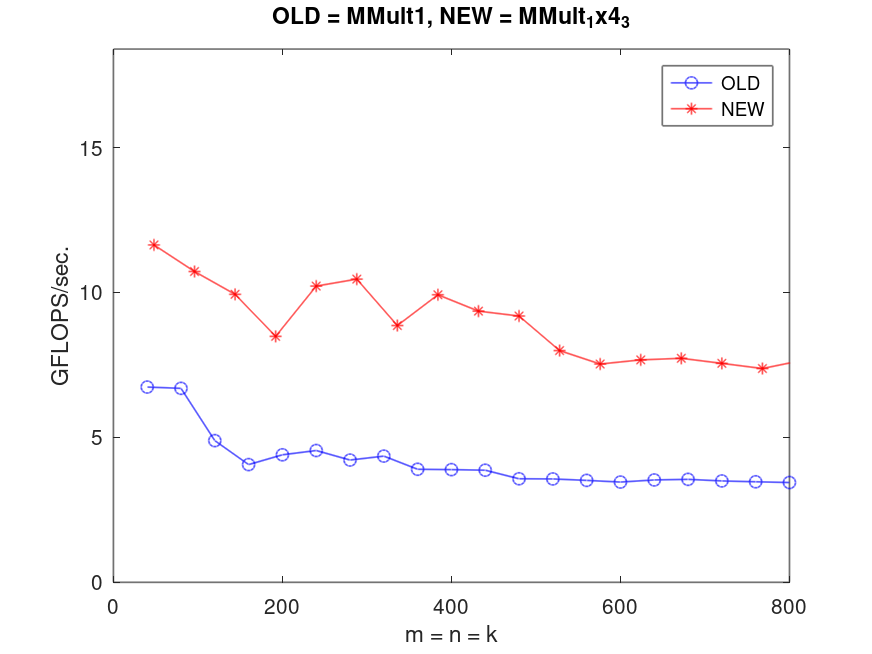 OLD = MMult1, NEW = MMult₁x4₃
OLD
NEW
15
10
5
0
GFLOPS/sec.
0 200 400 600 800
m = n = k